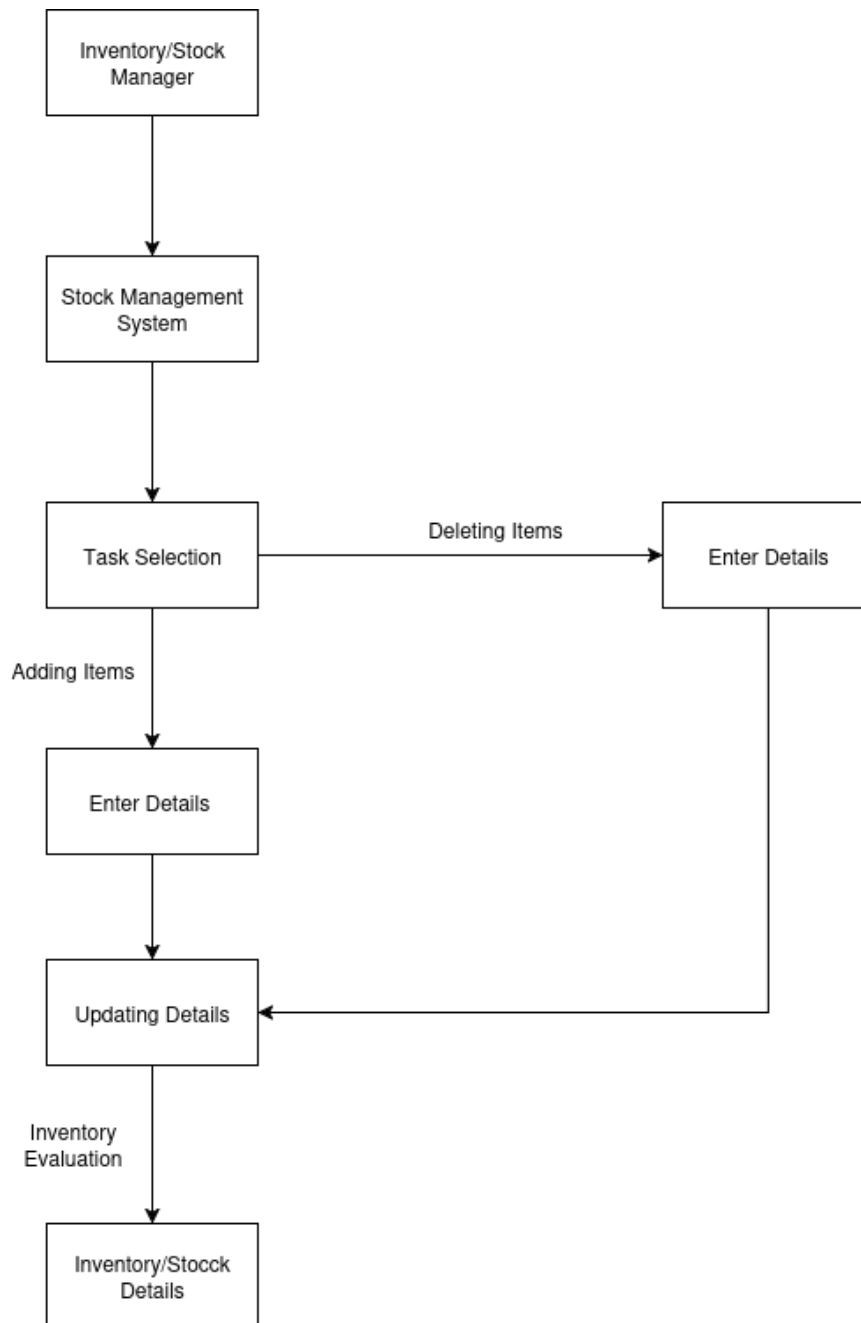 Inventory/Stock
Manager
Stock Management
System
Task Selection
Deleting Items
Enter Details
Adding Items
Enter Details
Updating Details
Inventory
Evaluation
Inventory/Stocck
Details